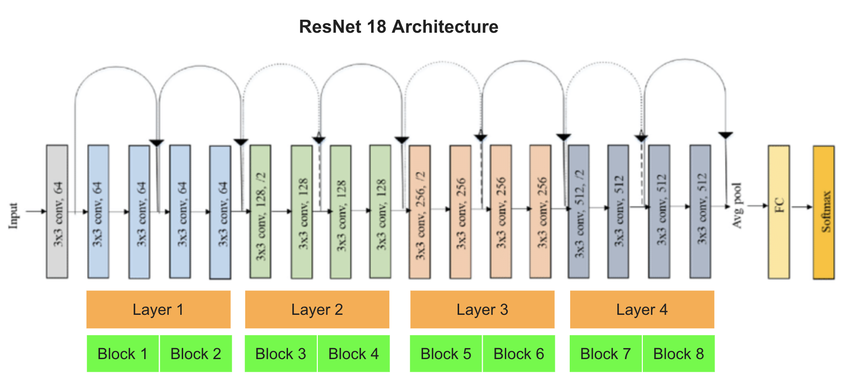 ResNet 18 Architecture
Input
3x3 conv, 64
3x3 conv, 64
3x3 conv, 64
3x3 conv, 64
3x3 conv, 64
3x3 conv, 128, /2
3x3 conv, 128
3x3 conv, 128
3x3 conv, 128
3x3 conv, 256, /2
3x3 conv, 256
3x3 conv, 256
3x3 conv, 256
3x3 conv, 512, /2
3x3 conv, 512
3x3 conv, 512
3x3 conv, 512
Avg pool
FC
Softmax
Layer 1
Layer 2
Layer 3
Layer 4
Block 1
Block 2
Block 3
Block 4
Block 5
Block 6
Block 7
Block 8